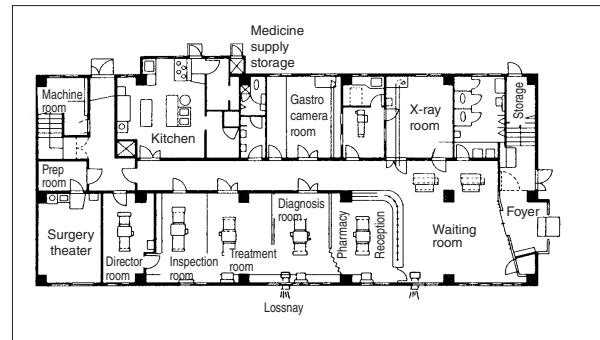 Medicine
supply
storage
Machine
room
Kitchen
Gastro
camera
room
X-ray
room
Storage
Prep
room
Surgery
theater
Director
room
Inspection
room
Treatment
room
Diagnosis
room
Pharmacy
Reception
Waiting
room
Foyer
Lossnay